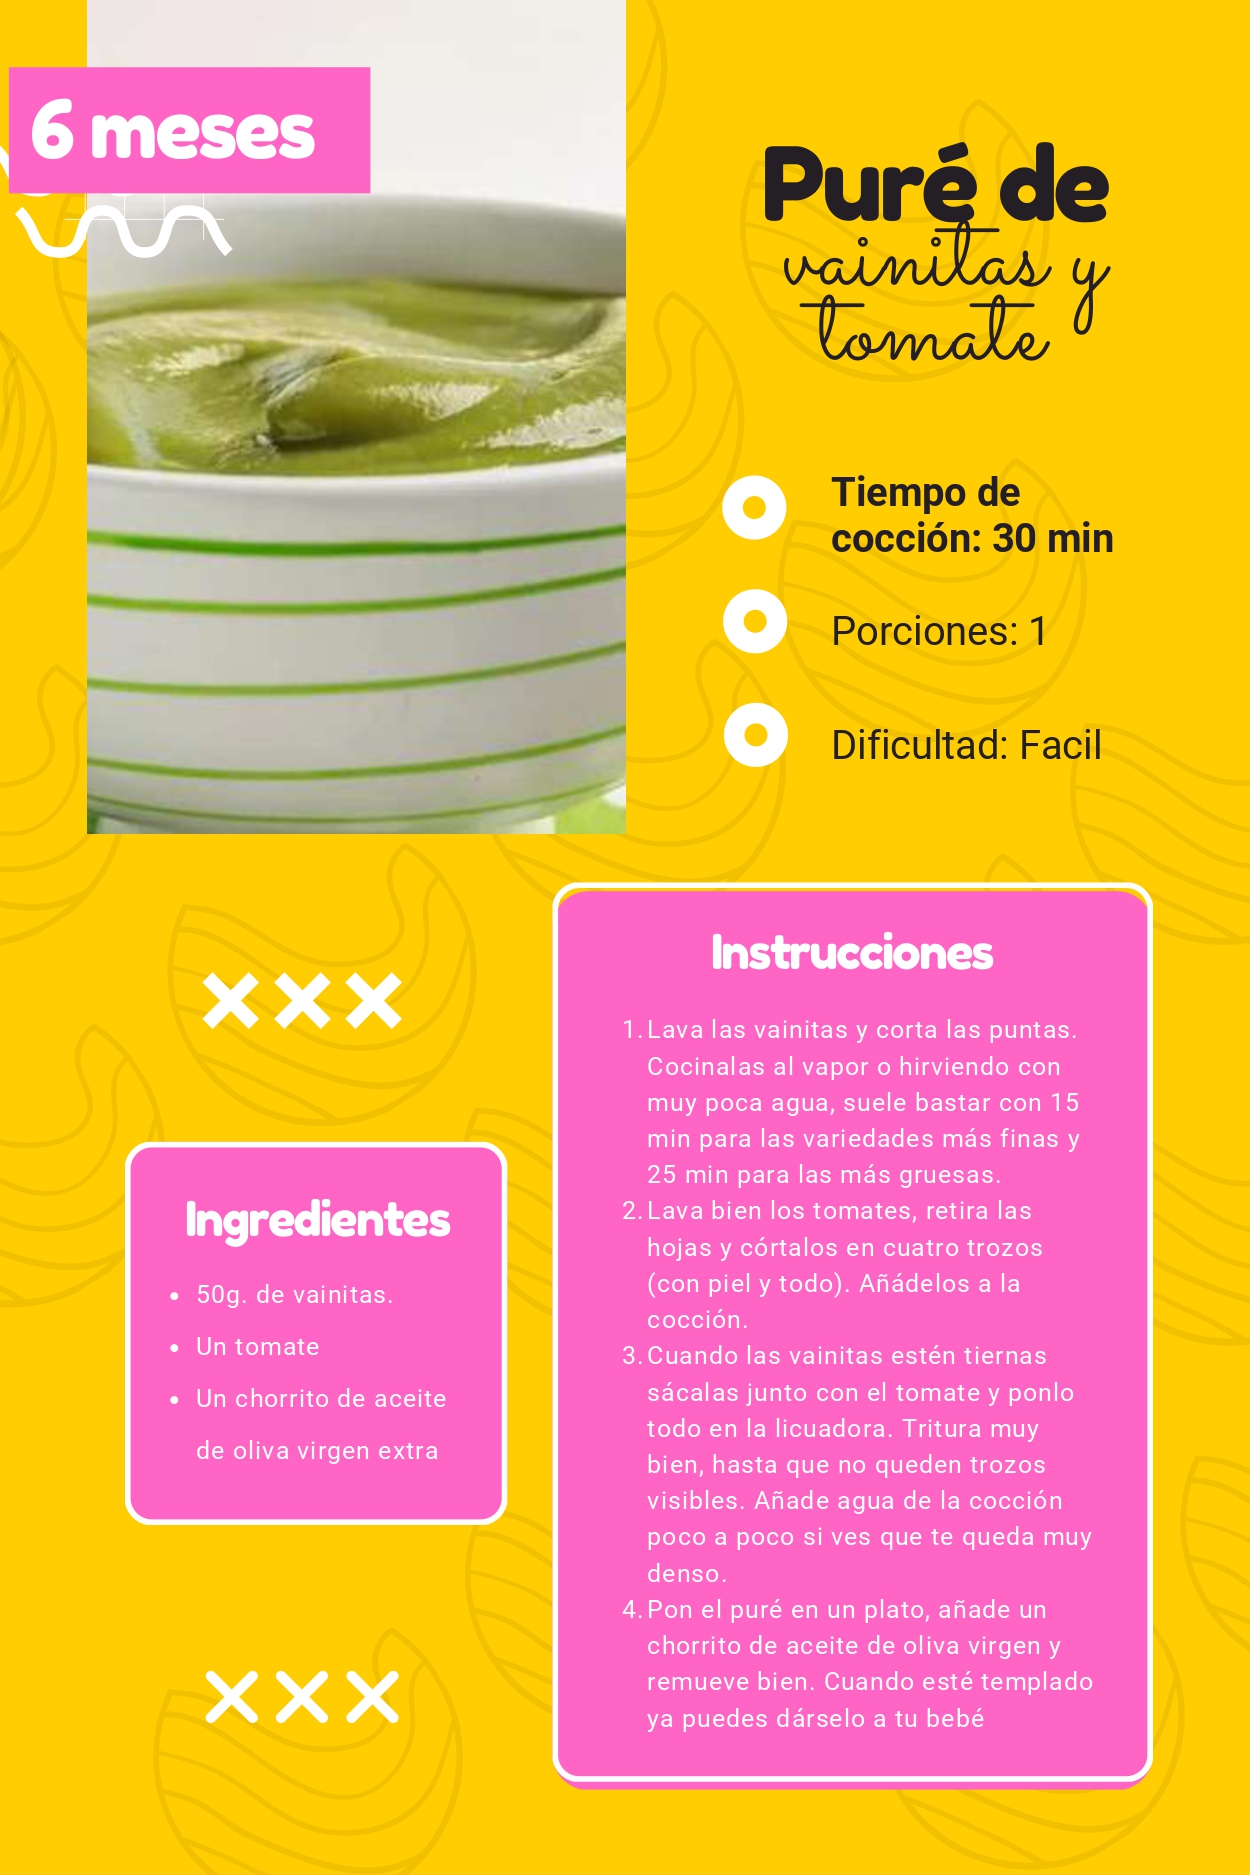 6 meses
Puré de
vainitas y
tomate
Tiempo de
cocción: 30 min
Porciones: 1
Dificultad: Facil
Ingredientes
• 50g. de vainitas.
• Un tomate
• Un chorrito de aceite
de oliva virgen extra
Instrucciones
1. Lava las vainitas y corta las puntas.
Cocinalas al vapor o hirviendo con
muy poca agua, suele bastar con 15
min para las variedades más finas y
25 min para las más gruesas.
2. Lava bien los tomates, retira las
hojas y córtalos en cuatro trozos
(con piel y todo). Añádelos a la
cocción.
3. Cuando las vainitas estén tiernas
sácalas junto con el tomate y ponlo
todo en la licuadora. Tritura muy
bien, hasta que no queden trozos
visibles. Añade agua de la cocción
poco a poco si ves que te queda muy
denso.
4. Pon el puré en un plato, añade un
chorrito de aceite de oliva virgen y
remueve bien. Cuando esté templado
ya puedes dárselo a tu bebé